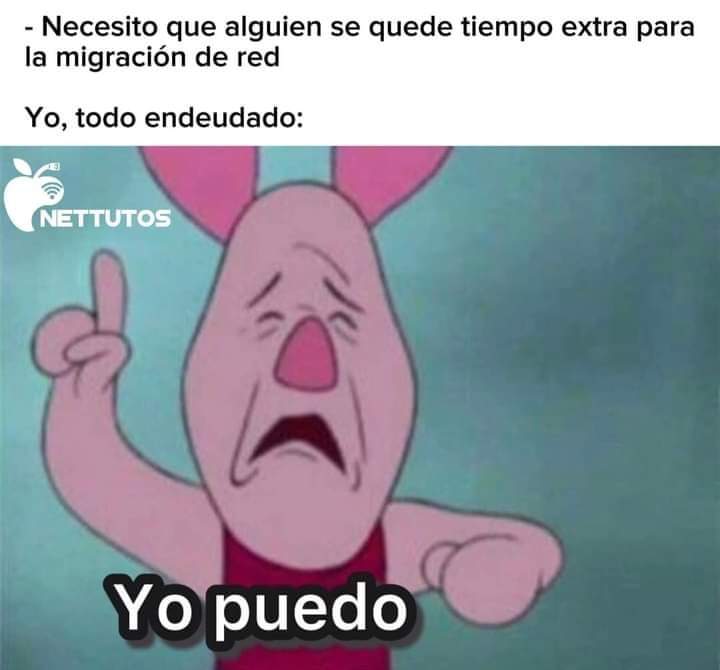 - Necesito que alguien se quede tiempo extra para
la migración de red
Yo, todo endeudado:
NETTUTOS
Yo puedo